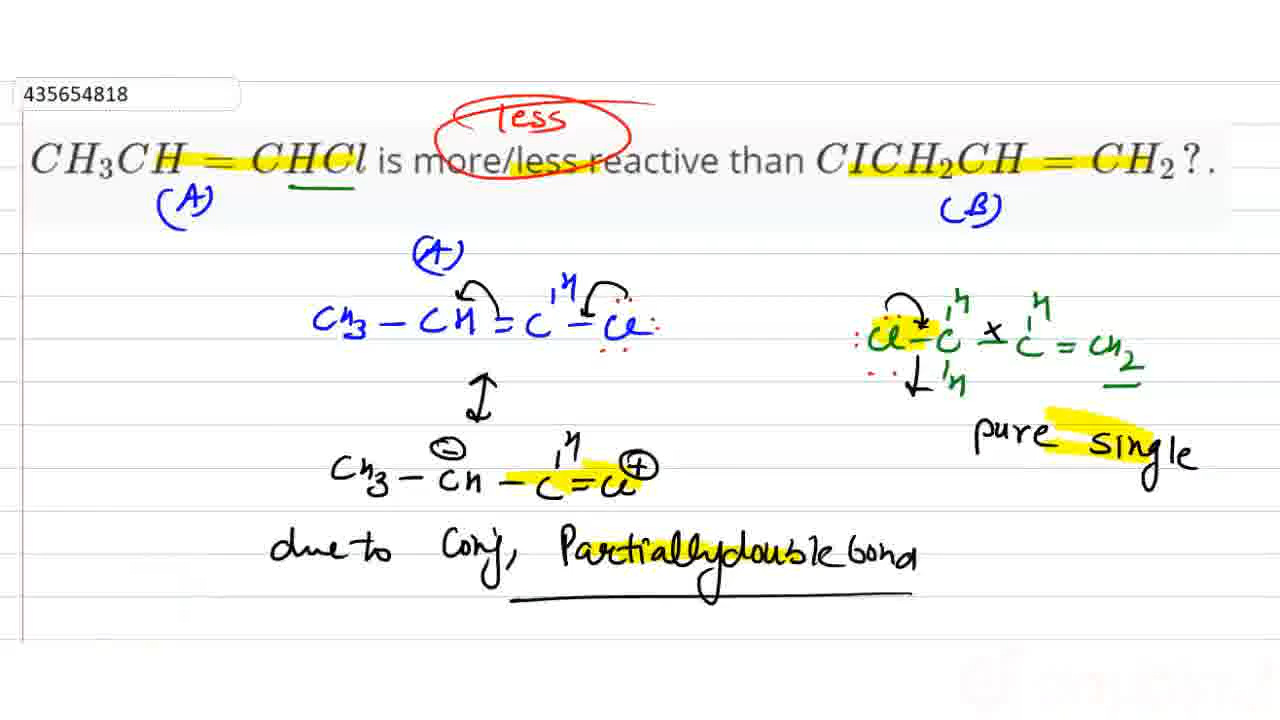 435654818
less
CH₃CH = CHCl is more/less reactive than CICH₂CH = CH₂?.
(A) (B)
(A)
H
CH₃ – CH = C – Cl
H H
Cl – C – C = CH₂
H
pure single
⊖ H ⊕
CH₃ – CH – C = Cl
due to Conj, Partially double bond